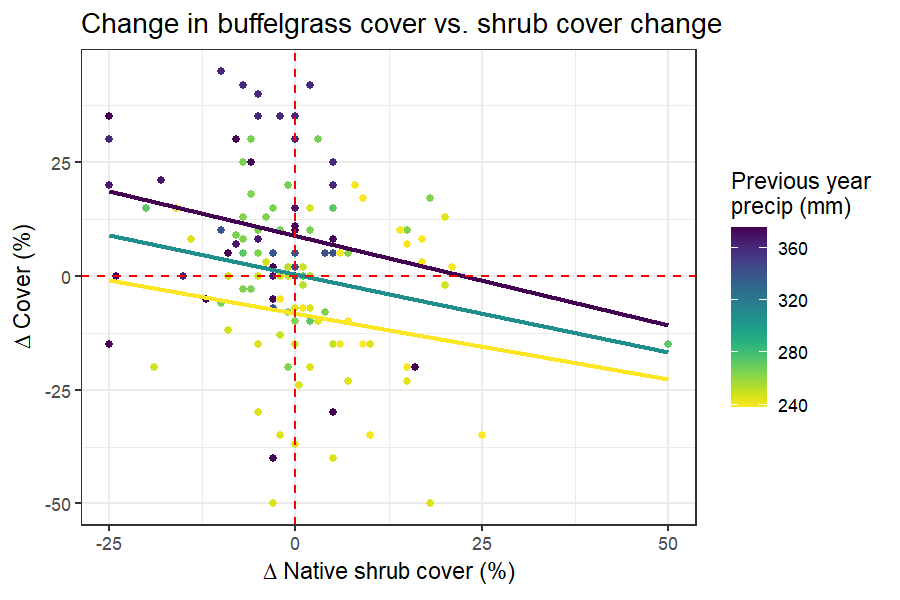 Change in buffelgrass cover vs. shrub cover change
Δ Cover (%)
25
0
-25
-50
-25
0
25
50
Δ Native shrub cover (%)
Previous year
precip (mm)
360
320
280
240